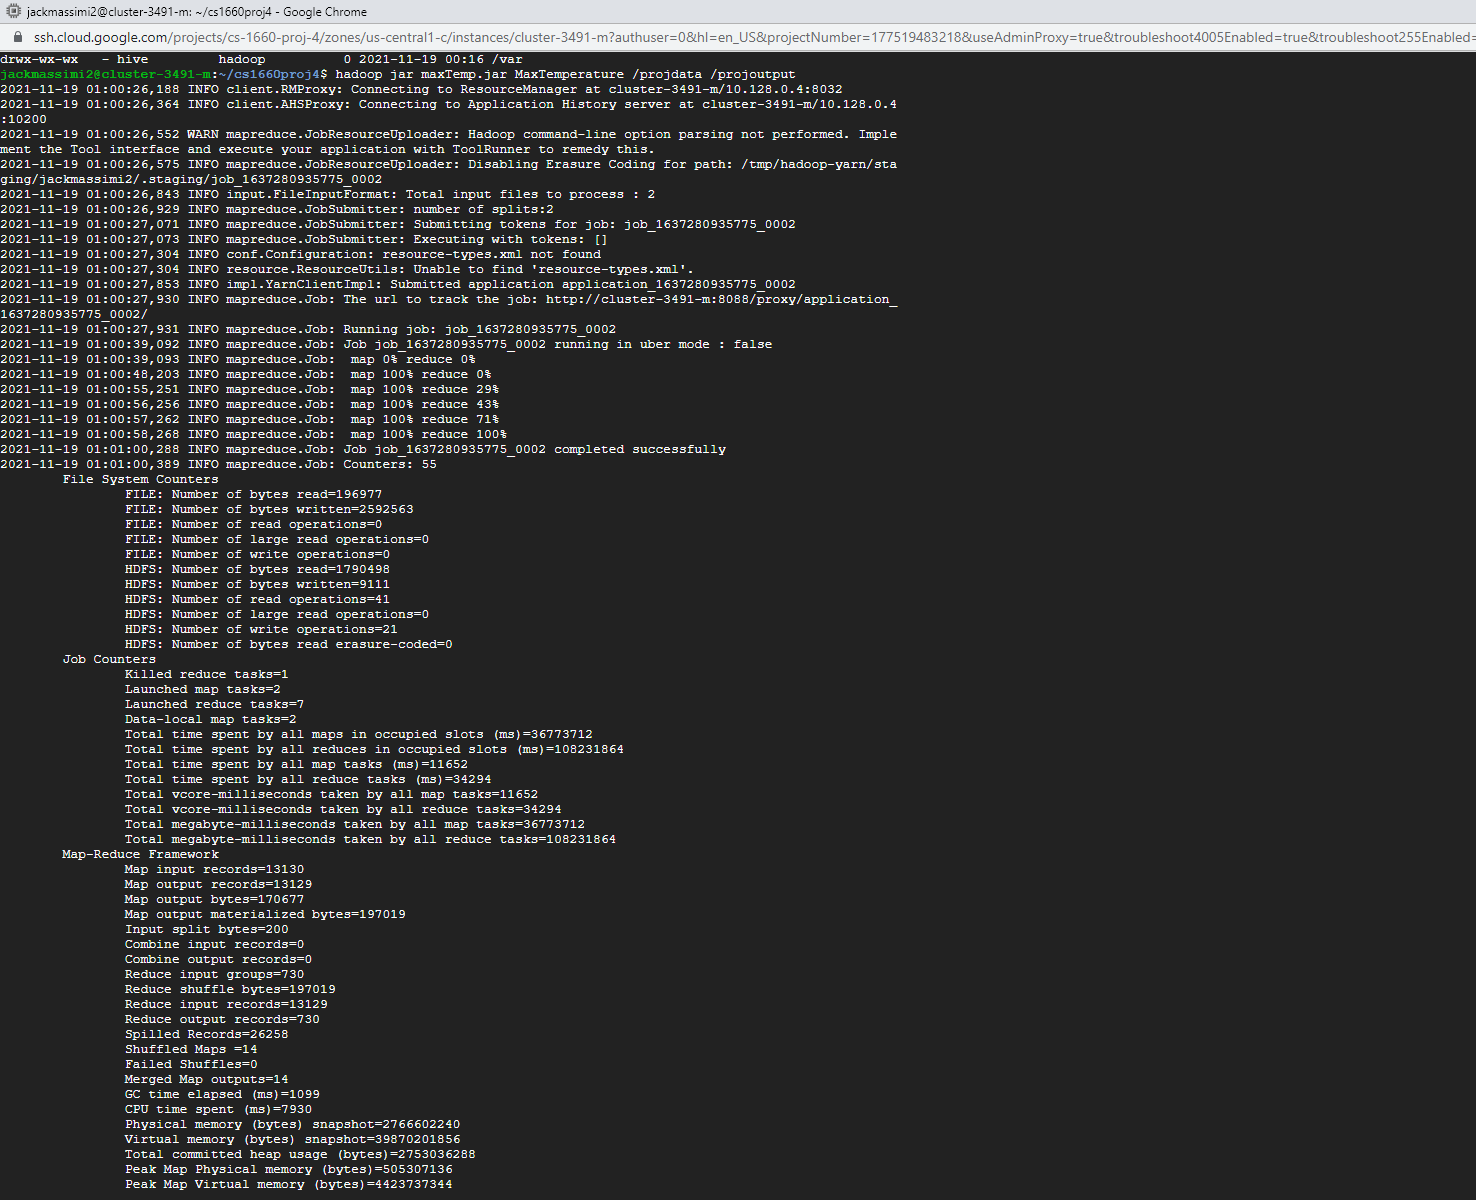 jackmassimi2@cluster-3491-m: ~/cs1660proj4 - Google Chrome
ssh.cloud.google.com/projects/cs-1660-proj-4/zones/us-central1-c/instances/cluster-3491-m?authuser=0&hl=en_US&projectNumber=177519483218&useAdminProxy=true&troubleshoot4005Enabled=true&troubleshoot255Enabled=
drwx-wx-wx   - hive         hadoop          0 2021-11-19 00:16 /var
jackmassimi2@cluster-3491-m:~/cs1660proj4$ hadoop jar maxTemp.jar MaxTemperature /projdata /projoutput
2021-11-19 01:00:26,188 INFO client.RMProxy: Connecting to ResourceManager at cluster-3491-m/10.128.0.4:8032
2021-11-19 01:00:26,364 INFO client.AHSProxy: Connecting to Application History server at cluster-3491-m/10.128.0.4
:10200
2021-11-19 01:00:26,552 WARN mapreduce.JobResourceUploader: Hadoop command-line option parsing not performed. Imple
ment the Tool interface and execute your application with ToolRunner to remedy this.
2021-11-19 01:00:26,575 INFO mapreduce.JobResourceUploader: Disabling Erasure Coding for path: /tmp/hadoop-yarn/sta
ging/jackmassimi2/.staging/job_1637280935775_0002
2021-11-19 01:00:26,843 INFO input.FileInputFormat: Total input files to process : 2
2021-11-19 01:00:26,929 INFO mapreduce.JobSubmitter: number of splits:2
2021-11-19 01:00:27,071 INFO mapreduce.JobSubmitter: Submitting tokens for job: job_1637280935775_0002
2021-11-19 01:00:27,073 INFO mapreduce.JobSubmitter: Executing with tokens: []
2021-11-19 01:00:27,304 INFO conf.Configuration: resource-types.xml not found
2021-11-19 01:00:27,304 INFO resource.ResourceUtils: Unable to find 'resource-types.xml'.
2021-11-19 01:00:27,853 INFO impl.YarnClientImpl: Submitted application application_1637280935775_0002
2021-11-19 01:00:27,930 INFO mapreduce.Job: The url to track the job: http://cluster-3491-m:8088/proxy/application_
1637280935775_0002/
2021-11-19 01:00:27,931 INFO mapreduce.Job: Running job: job_1637280935775_0002
2021-11-19 01:00:39,092 INFO mapreduce.Job: Job job_1637280935775_0002 running in uber mode : false
2021-11-19 01:00:39,093 INFO mapreduce.Job:  map 0% reduce 0%
2021-11-19 01:00:48,203 INFO mapreduce.Job:  map 100% reduce 0%
2021-11-19 01:00:55,251 INFO mapreduce.Job:  map 100% reduce 29%
2021-11-19 01:00:56,256 INFO mapreduce.Job:  map 100% reduce 43%
2021-11-19 01:00:57,262 INFO mapreduce.Job:  map 100% reduce 71%
2021-11-19 01:00:58,268 INFO mapreduce.Job:  map 100% reduce 100%
2021-11-19 01:01:00,288 INFO mapreduce.Job: Job job_1637280935775_0002 completed successfully
2021-11-19 01:01:00,389 INFO mapreduce.Job: Counters: 55
File System Counters
FILE: Number of bytes read=196977
FILE: Number of bytes written=2592563
FILE: Number of read operations=0
FILE: Number of large read operations=0
FILE: Number of write operations=0
HDFS: Number of bytes read=1790498
HDFS: Number of bytes written=9111
HDFS: Number of read operations=41
HDFS: Number of large read operations=0
HDFS: Number of write operations=21
HDFS: Number of bytes read erasure-coded=0
Job Counters
Killed reduce tasks=1
Launched map tasks=2
Launched reduce tasks=7
Data-local map tasks=2
Total time spent by all maps in occupied slots (ms)=36773712
Total time spent by all reduces in occupied slots (ms)=108231864
Total time spent by all map tasks (ms)=11652
Total time spent by all reduce tasks (ms)=34294
Total vcore-milliseconds taken by all map tasks=11652
Total vcore-milliseconds taken by all reduce tasks=34294
Total megabyte-milliseconds taken by all map tasks=36773712
Total megabyte-milliseconds taken by all reduce tasks=108231864
Map-Reduce Framework
Map input records=13130
Map output records=13129
Map output bytes=170677
Map output materialized bytes=197019
Input split bytes=200
Combine input records=0
Combine output records=0
Reduce input groups=730
Reduce shuffle bytes=197019
Reduce input records=13129
Reduce output records=730
Spilled Records=26258
Shuffled Maps =14
Failed Shuffles=0
Merged Map outputs=14
GC time elapsed (ms)=1099
CPU time spent (ms)=7930
Physical memory (bytes) snapshot=2766602240
Virtual memory (bytes) snapshot=39870201856
Total committed heap usage (bytes)=2753036288
Peak Map Physical memory (bytes)=505307136
Peak Map Virtual memory (bytes)=4423737344